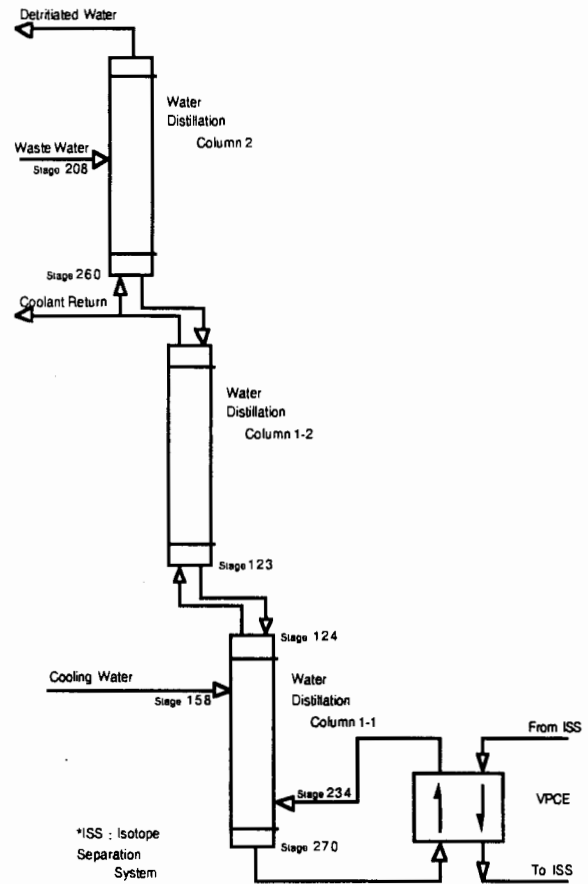 Detritiated Water
Water
Distillation
Column 2
Waste Water
Stage 208
Stage 260
Coolant Return
Water
Distillation
Column 1-2
Stage 123
Stage 124
Cooling Water
Stage 158
Water
Distillation
Column 1-1
From ISS
Stage 234
VPCE
*ISS : Isotope
Separation
System
Stage 270
To ISS